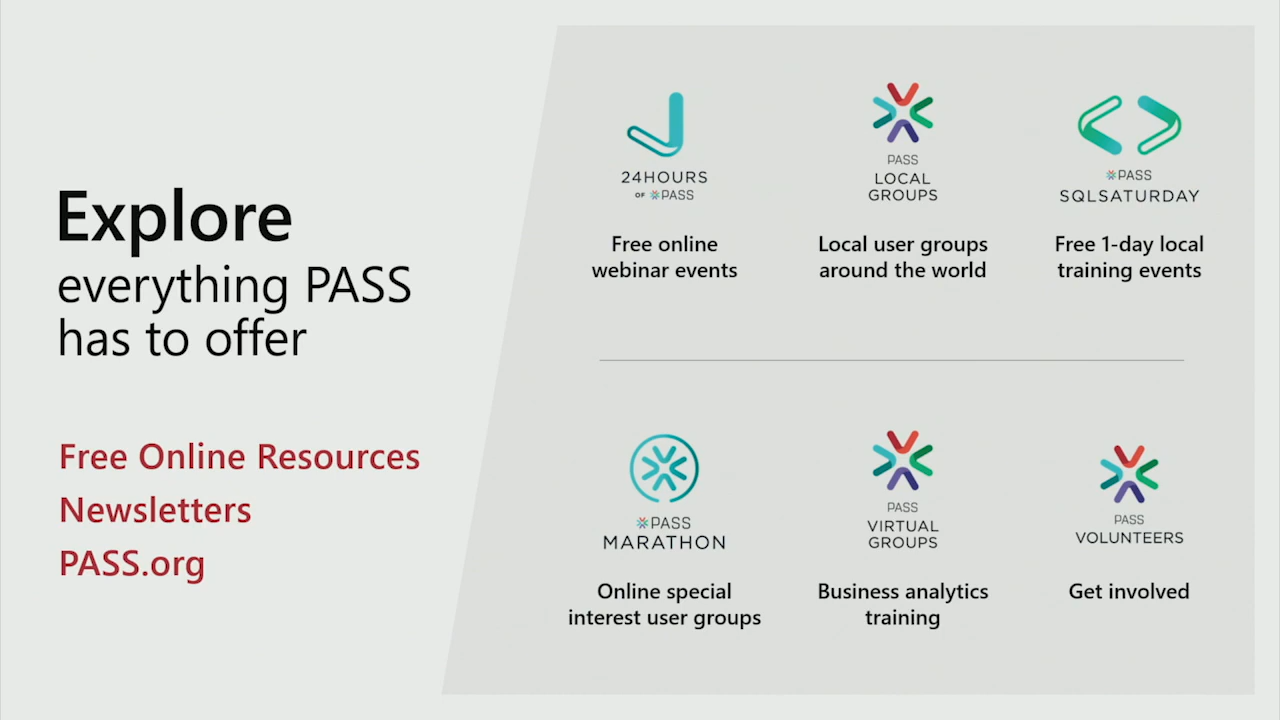 Explore
everything PASS
has to offer
Free Online Resources
Newsletters
PASS.org
24HOURS
OF PASS
Free online
webinar events
PASS
LOCAL
GROUPS
Local user groups
around the world
PASS
SQLSATURDAY
Free 1-day local
training events
PASS
MARATHON
Online special
interest user groups
PASS
VIRTUAL
GROUPS
Business analytics
training
PASS
VOLUNTEERS
Get involved